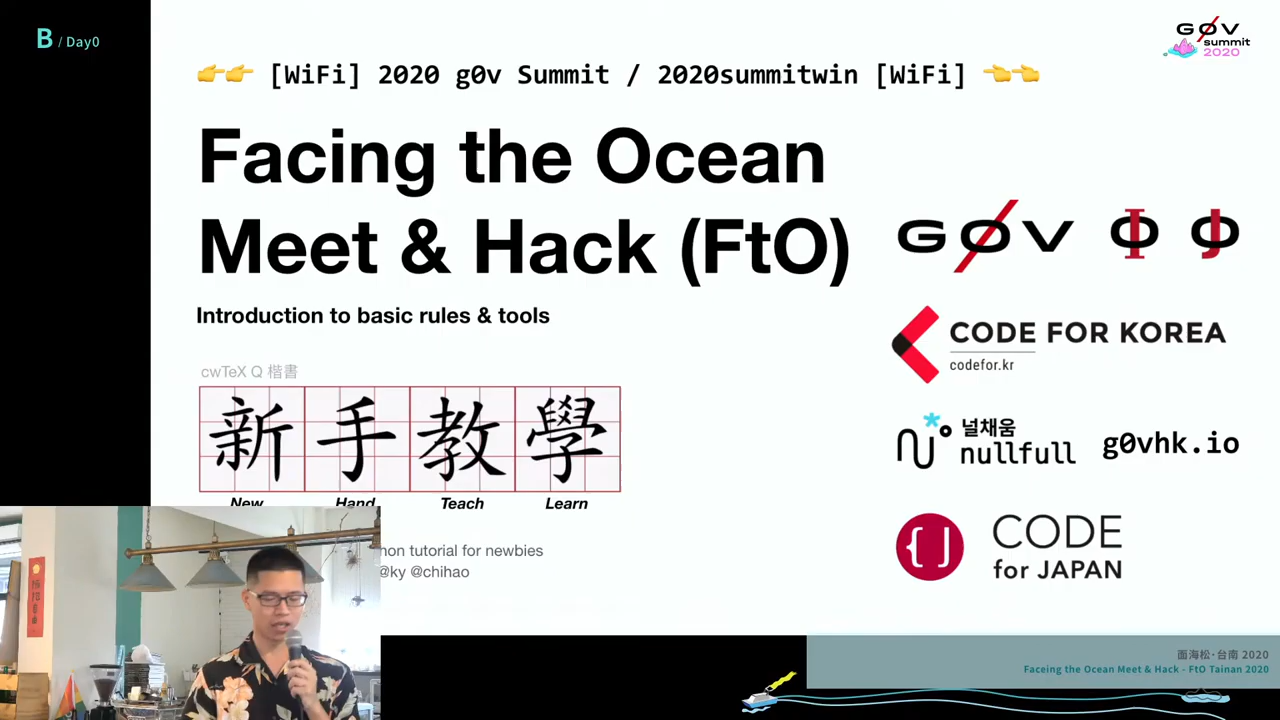 B / Day0
GØV
summit
2020
[WiFi] 2020 g0v Summit / 2020summitwin [WiFi]
Facing the Ocean
Meet & Hack (FtO)
Introduction to basic rules & tools
cwTeX Q 楷書
新手教學
New Hand Teach Learn
hon tutorial for newbies
@ky @chihao
GØV
CODE FOR KOREA
codefor.kr
널채움
nullfull
g0vhk.io
CODE
for JAPAN
面海松·台南 2020
Faceing the Ocean Meet & Hack - FtO Tainan 2020